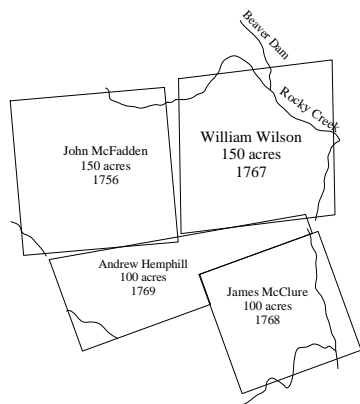 Beaver Dam
Rocky Creek
John McFadden
150 acres
1756
William Wilson
150 acres
1767
Andrew Hemphill
100 acres
1769
James McClure
100 acres
1768